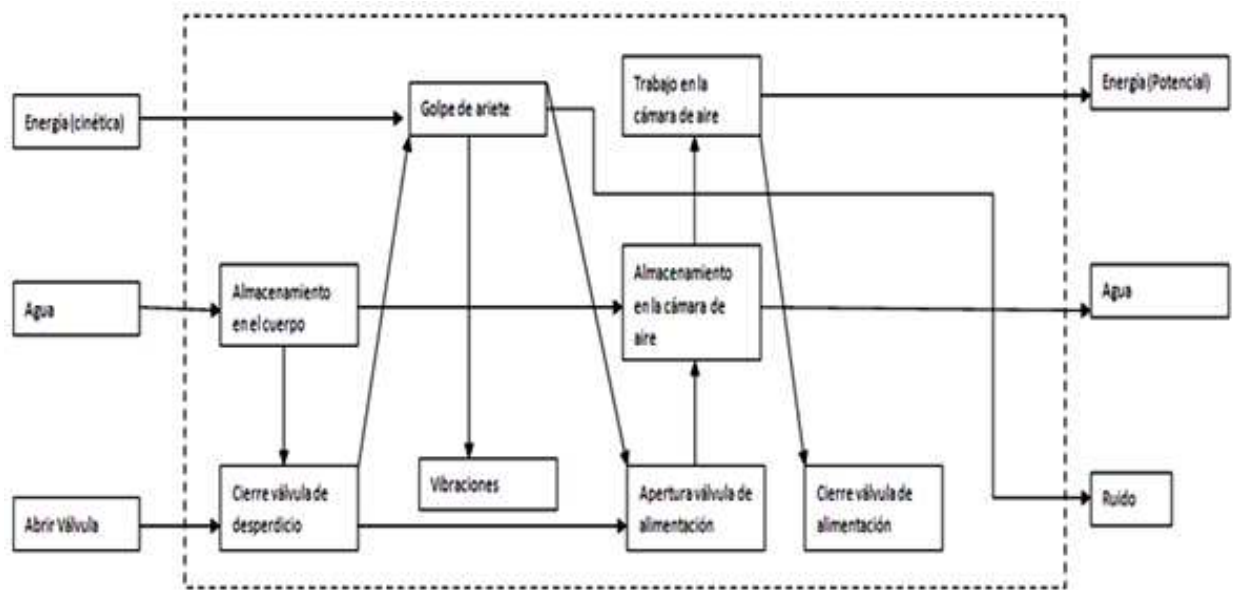 Energía (cinética)
Golpe de ariete
Trabajo en la
cámara de aire
Energía (Potencial)
Agua
Almacenamiento
en el cuerpo
Almacenamiento
en la cámara de
aire
Agua
Abrir Válvula
Cierre válvula de
desperdicio
Vibraciones
Apertura válvula de
alimentación
Cierre válvula de
alimentación
Ruido